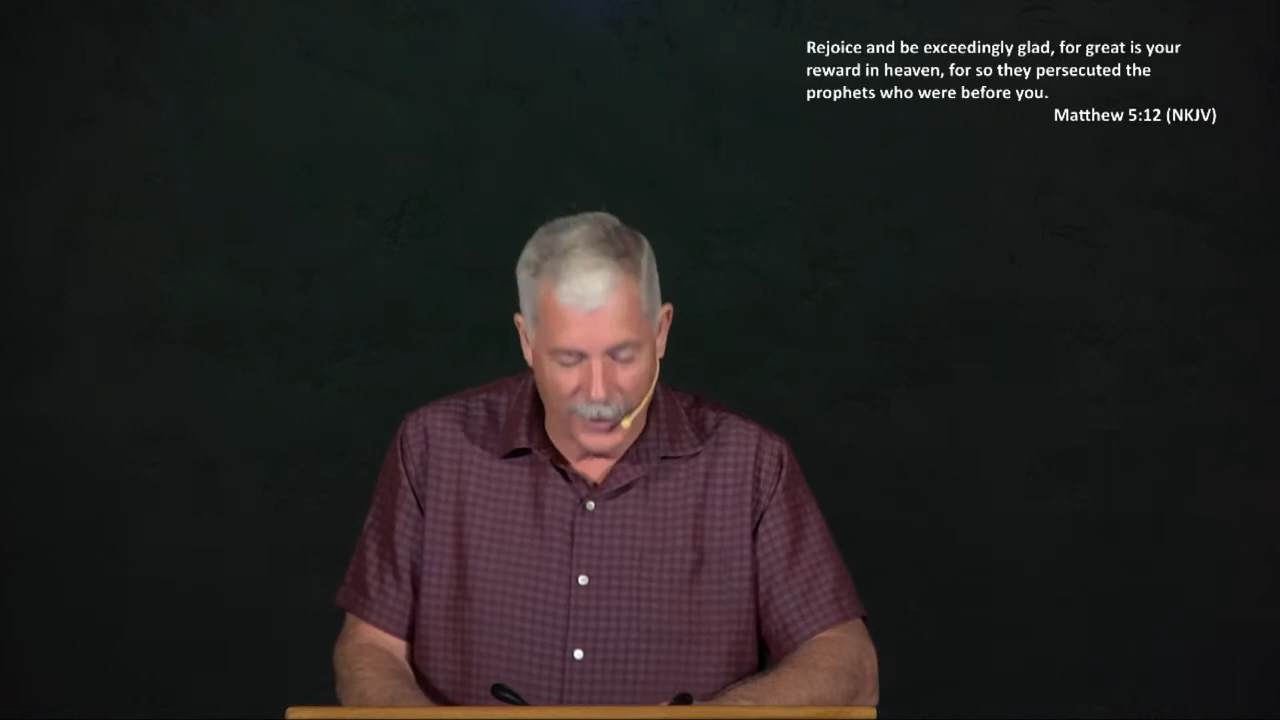 Rejoice and be exceedingly glad, for great is your
reward in heaven, for so they persecuted the
prophets who were before you.
Matthew 5:12 (NKJV)